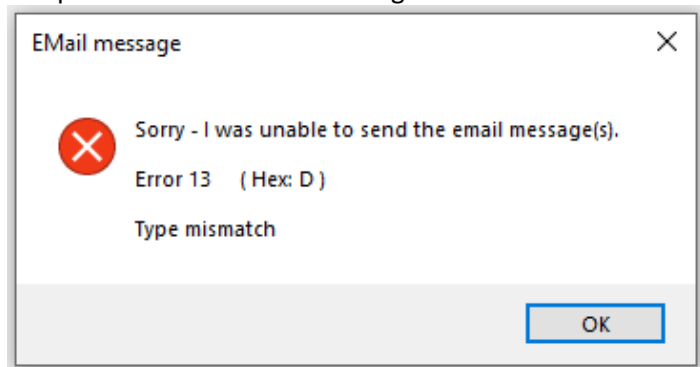 EMail message
Sorry - I was unable to send the email message(s).
Error 13 ( Hex: D )
Type mismatch
OK